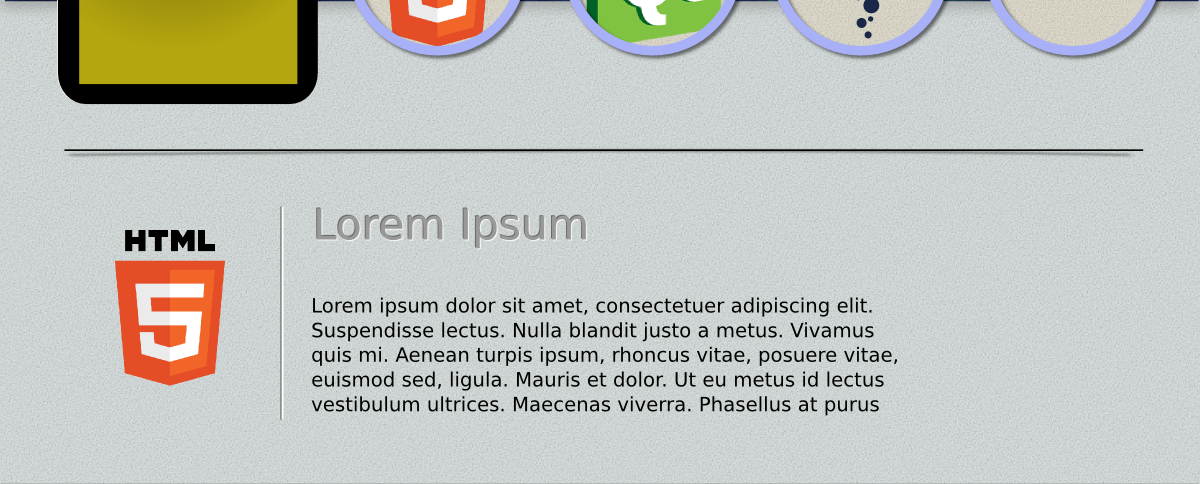 HTML
5
Lorem Ipsum
Lorem ipsum dolor sit amet, consectetuer adipiscing elit.
Suspendisse lectus. Nulla blandit justo a metus. Vivamus
quis mi. Aenean turpis ipsum, rhoncus vitae, posuere vitae,
euismod sed, ligula. Mauris et dolor. Ut eu metus id lectus
vestibulum ultrices. Maecenas viverra. Phasellus at purus